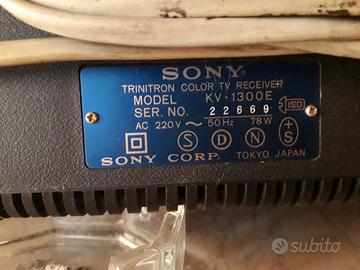 SONY
TRINITRON COLOR TV RECEIVER
MODEL KV-1300E
SER. NO. 22669
ISO
AC 220V~ 50Hz 78W
D N + S
SONY CORP. TOKYO JAPAN
subito